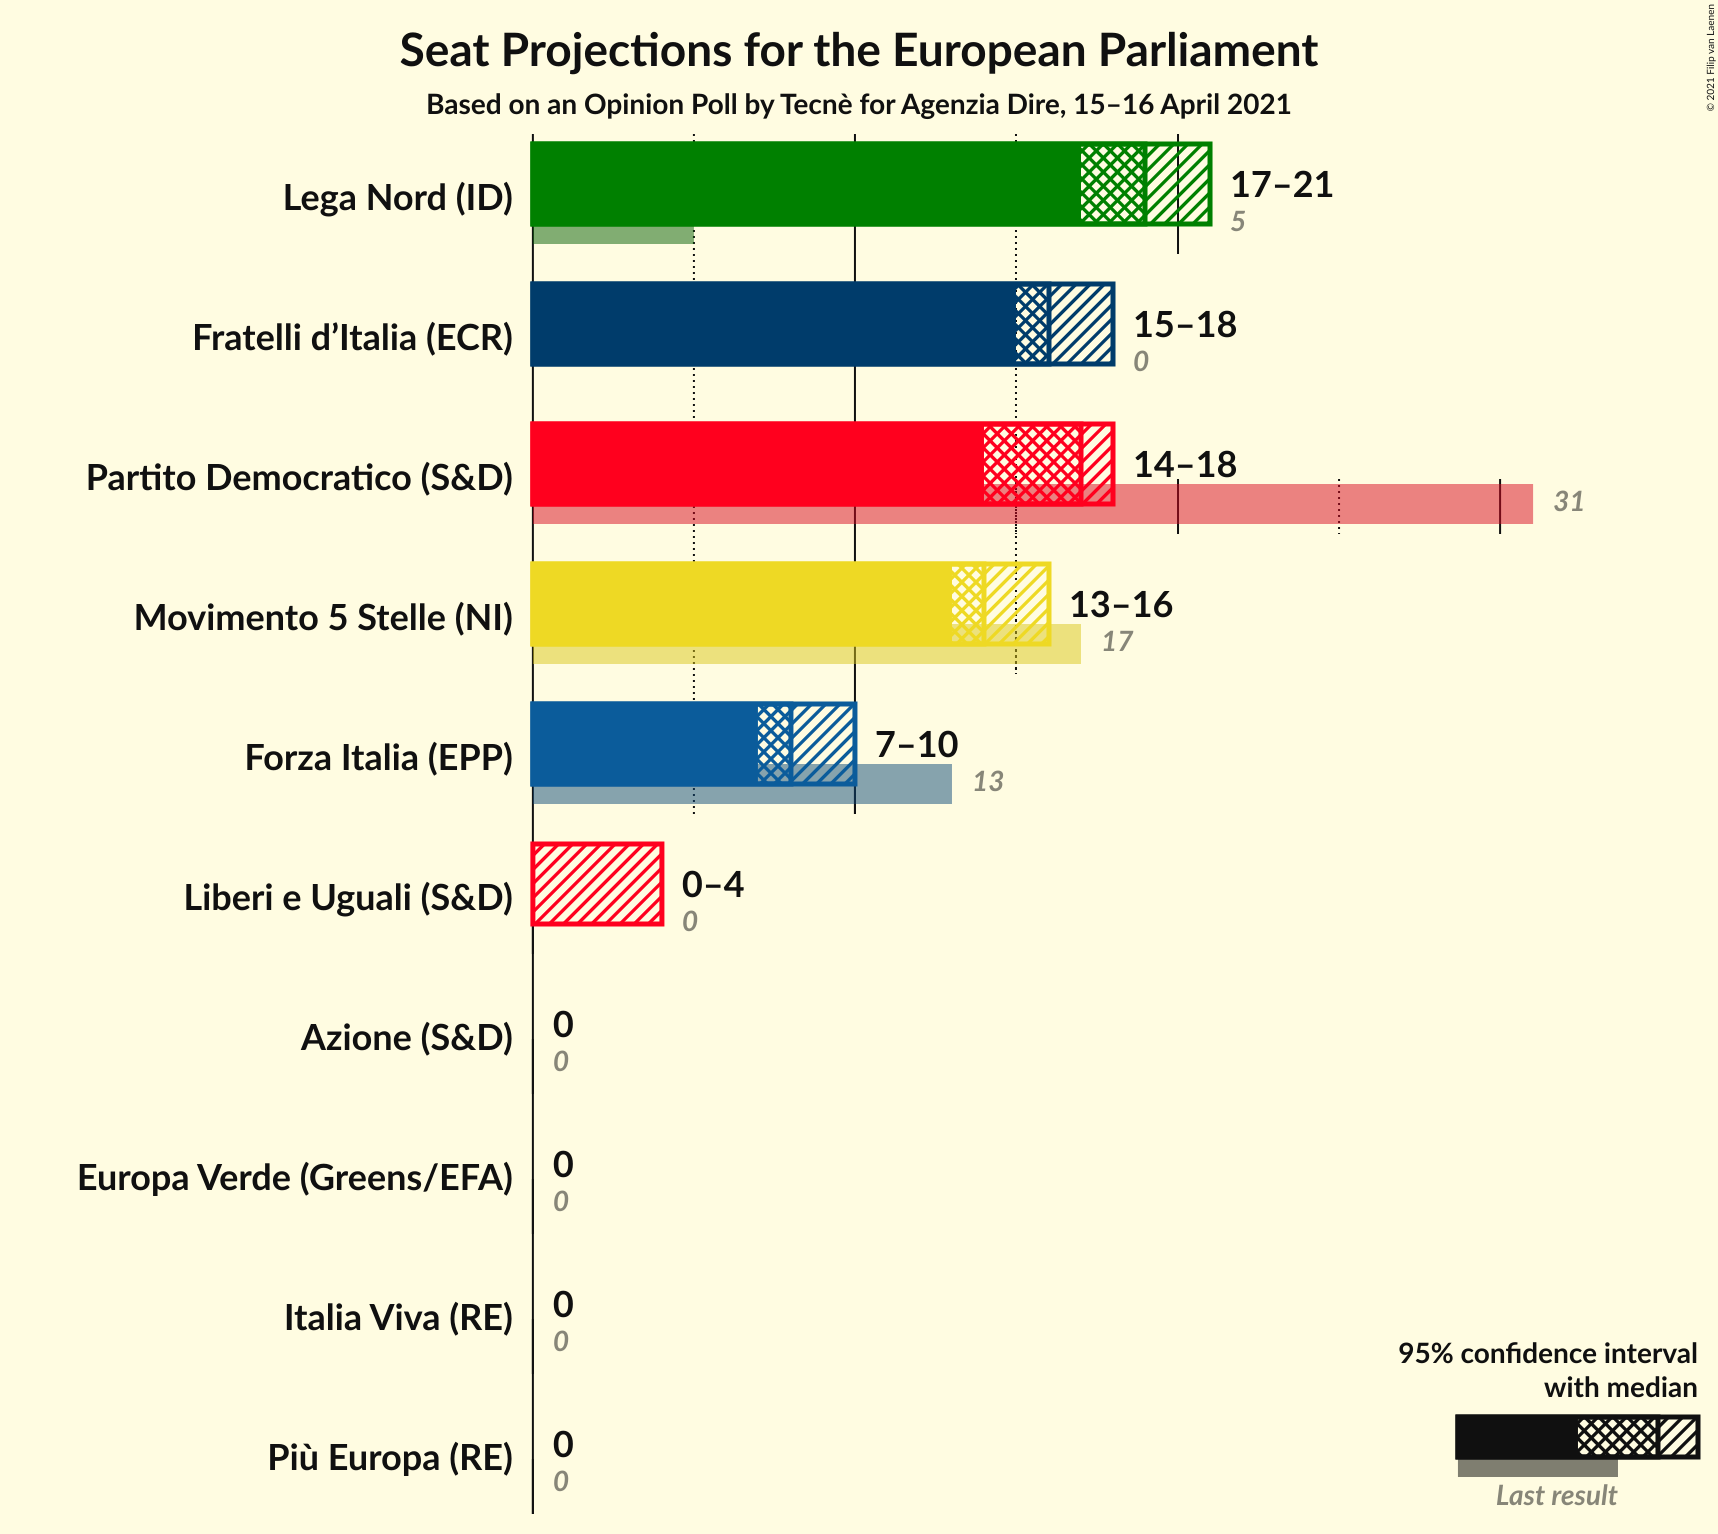 Seat Projections for the European Parliament
Based on an Opinion Poll by Tecnè for Agenzia Dire, 15–16 April 2021
© 2021 Filip van Laenen
Lega Nord (ID)
17–21
5
Fratelli d’Italia (ECR)
15–18
0
Partito Democratico (S&D)
14–18
31
Movimento 5 Stelle (NI)
13–16
17
Forza Italia (EPP)
7–10
13
Liberi e Uguali (S&D)
0–4
0
Azione (S&D)
0
0
Europa Verde (Greens/EFA)
0
0
Italia Viva (RE)
0
0
Più Europa (RE)
0
0
95% confidence interval
with median
Last result